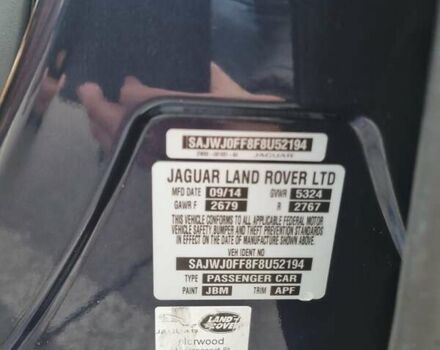 SAJWJ0FF8F8U52194
JAGUAR
JAGUAR LAND ROVER LTD
MFD DATE 09/14 GVWR 5324
GAWR F 2679 R 2767
THIS VEHICLE CONFORMS TO ALL APPLICABLE FEDERAL MOTOR
VEHICLE SAFETY,BUMPER AND THEFT PREVENTION STANDARDS
IN EFFECT ON THE DATE OF MANUFACTURE SHOWN ABOVE.
VEH IDENT NO
SAJWJ0FF8F8U52194
TYPE PASSENGER CAR
PAINT JBM TRIM APF
JAGUAR
LAND
ROVER
Norwood